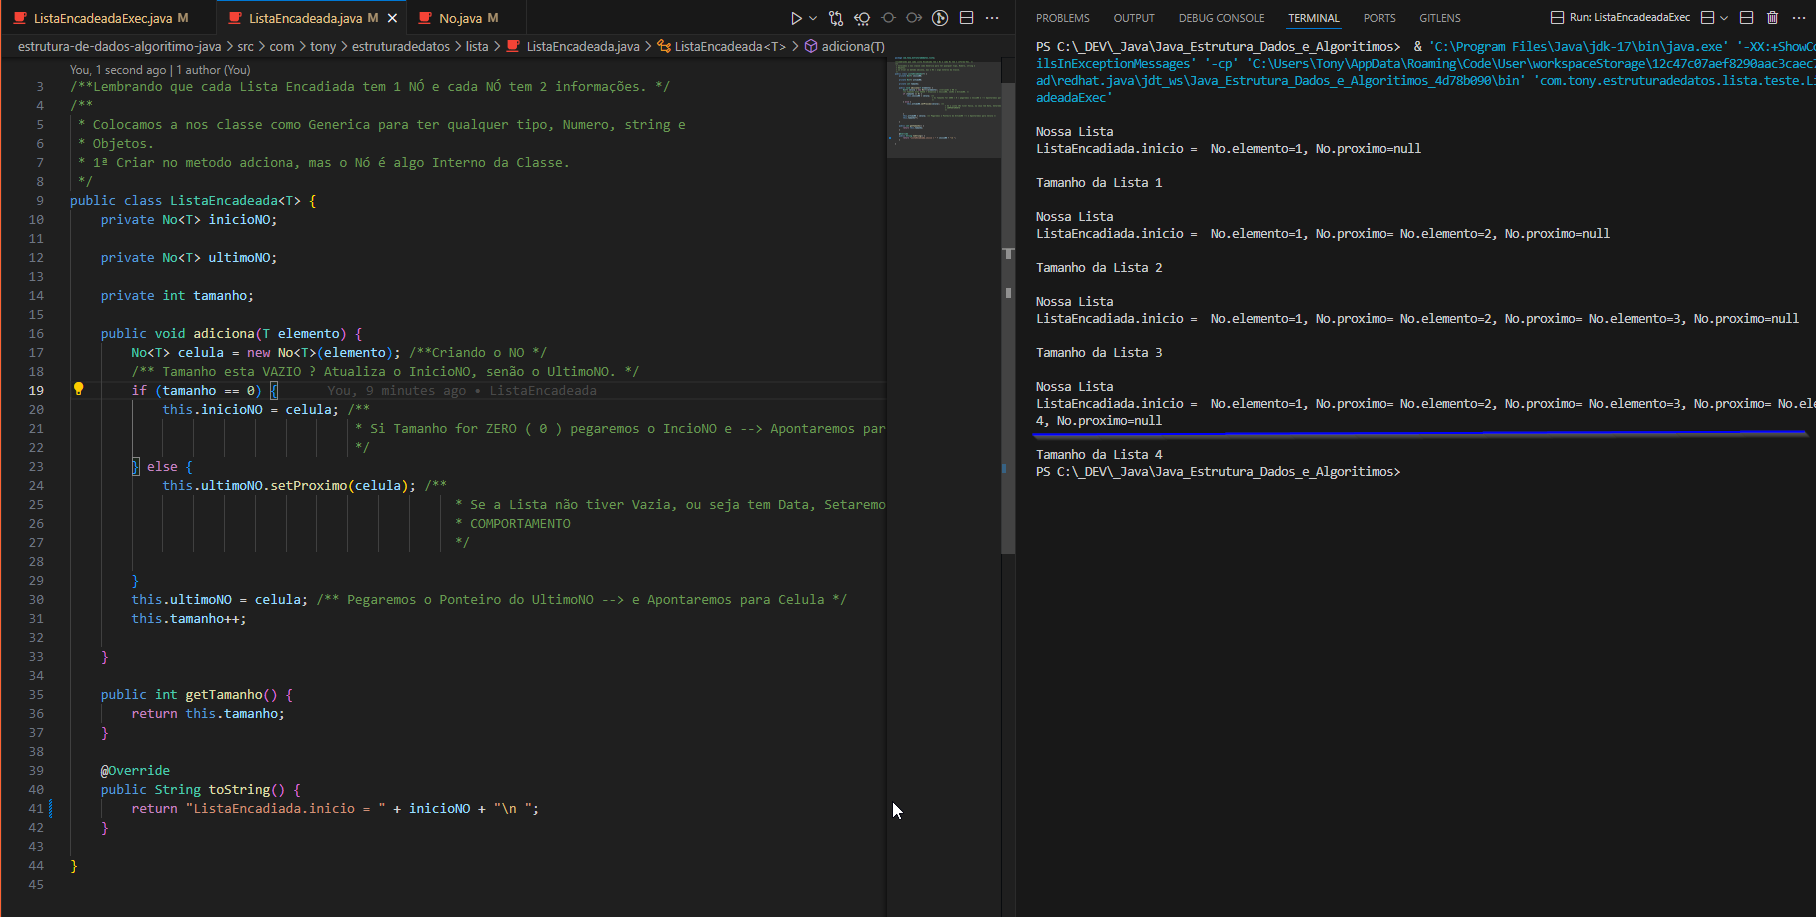 ListaEncadeadaExec.java M
ListaEncadeada.java M
No.java M
estrutura-de-dados-algoritimo-java > src > com > tony > estruturadedatos > lista > ListaEncadeada.java > ListaEncadeada<T> > adiciona(T)
You, 1 second ago | 1 author (You)
3 /**Lembrando que cada Lista Encadiada tem 1 NÓ e cada NÓ tem 2 informações. */
4 /**
5 * Colocamos a nos classe como Generica para ter qualquer tipo, Numero, string e
6 * Objetos.
7 * 1ª Criar no metodo adciona, mas o Nó é algo Interno da Classe.
8 */
9 public class ListaEncadeada<T> {
10 private No<T> inicioNO;
11
12 private No<T> ultimoNO;
13
14 private int tamanho;
15
16 public void adiciona(T elemento) {
17 No<T> celula = new No<T>(elemento); /**Criando o NO */
18 /** Tamanho esta VAZIO ? Atualiza o InicioNO, senão o UltimoNO. */
19 if (tamanho == 0) { You, 9 minutes ago • ListaEncadeada
20 this.inicioNO = celula; /**
21 * Si Tamanho for ZERO ( 0 ) pegaremos o IncioNO e --> Apontaremos par
22 */
23 } else {
24 this.ultimoNO.setProximo(celula); /**
25 * Se a Lista não tiver Vazia, ou seja tem Data, Setaremo
26 * COMPORTAMENTO
27 */
28
29 }
30 this.ultimoNO = celula; /** Pegaremos o Ponteiro do UltimoNO --> e Apontaremos para Celula */
31 this.tamanho++;
32
33 }
34
35 public int getTamanho() {
36 return this.tamanho;
37 }
38
39 @Override
40 public String toString() {
41 return "ListaEncadiada.inicio = " + inicioNO + "\n ";
42 }
43
44 }
45
PROBLEMS OUTPUT DEBUG CONSOLE TERMINAL PORTS GITLENS
Run: ListaEncadeadaExec
PS C:\_DEV\_Java\Java_Estrutura_Dados_e_Algoritimos> & 'C:\Program Files\Java\jdk-17\bin\java.exe' '-XX:+ShowCo
ilsInExceptionMessages' '-cp' 'C:\Users\Tony\AppData\Roaming\Code\User\workspaceStorage\12c47c07aef8290aac3caec7
ad\redhat.java\jdt_ws\Java_Estrutura_Dados_e_Algoritimos_4d78b090\bin' 'com.tony.estruturadedatos.lista.teste.Li
adeadaExec'
Nossa Lista
ListaEncadiada.inicio = No.elemento=1, No.proximo=null
Tamanho da Lista 1
Nossa Lista
ListaEncadiada.inicio = No.elemento=1, No.proximo= No.elemento=2, No.proximo=null
Tamanho da Lista 2
Nossa Lista
ListaEncadiada.inicio = No.elemento=1, No.proximo= No.elemento=2, No.proximo= No.elemento=3, No.proximo=null
Tamanho da Lista 3
Nossa Lista
ListaEncadiada.inicio = No.elemento=1, No.proximo= No.elemento=2, No.proximo= No.elemento=3, No.proximo= No.ele
4, No.proximo=null
Tamanho da Lista 4
PS C:\_DEV\_Java\Java_Estrutura_Dados_e_Algoritimos>